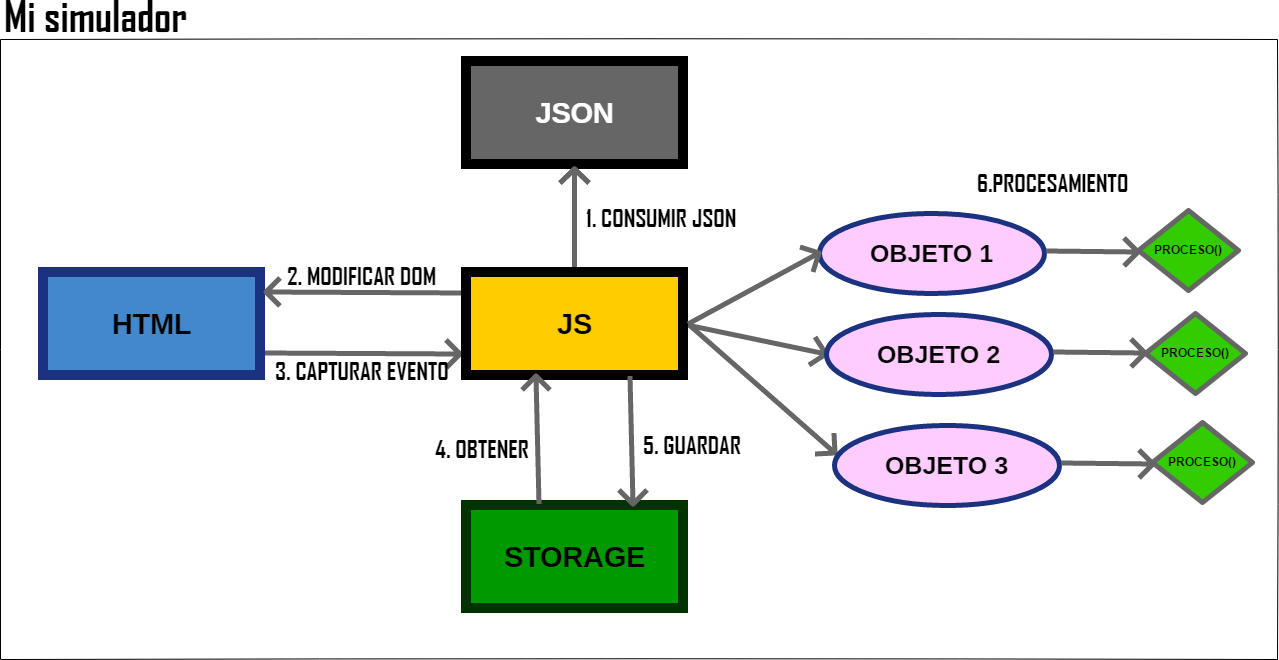 Mi simulador
JSON
1. CONSUMIR JSON
6.PROCESAMIENTO
2. MODIFICAR DOM
HTML
JS
3. CAPTURAR EVENTO
OBJETO 1
PROCESO()
OBJETO 2
PROCESO()
OBJETO 3
PROCESO()
4. OBTENER
5. GUARDAR
STORAGE